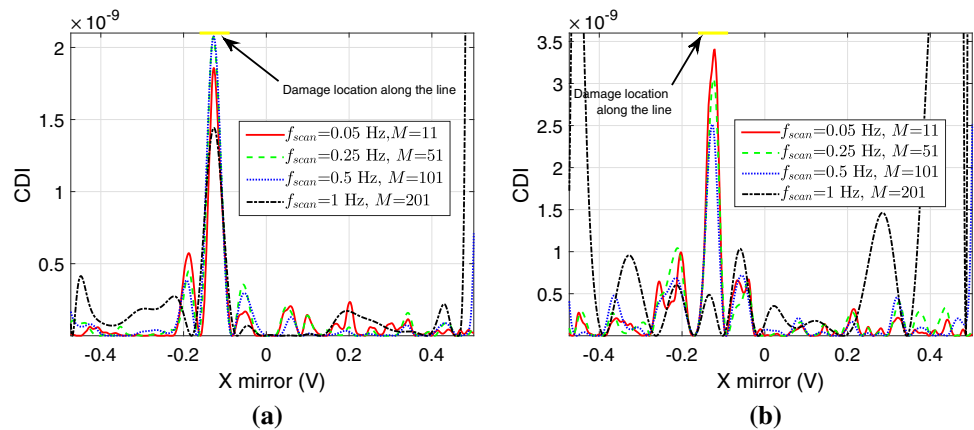 × 10⁻⁹
2
1.5
1
0.5
CDI
Damage location along the line
f_scan=0.05 Hz,M=11
f_scan=0.25 Hz, M=51
f_scan=0.5 Hz, M=101
f_scan=1 Hz, M=201
-0.4 -0.2 0 0.2 0.4
X mirror (V)
(a)
× 10⁻⁹
3.5
3
2.5
2
1.5
1
0.5
0
CDI
Damage location
along the line
f_scan=0.05 Hz, M=11
f_scan=0.25 Hz, M=51
f_scan=0.5 Hz, M=101
f_scan=1 Hz, M=201
-0.4 -0.2 0 0.2 0.4
X mirror (V)
(b)